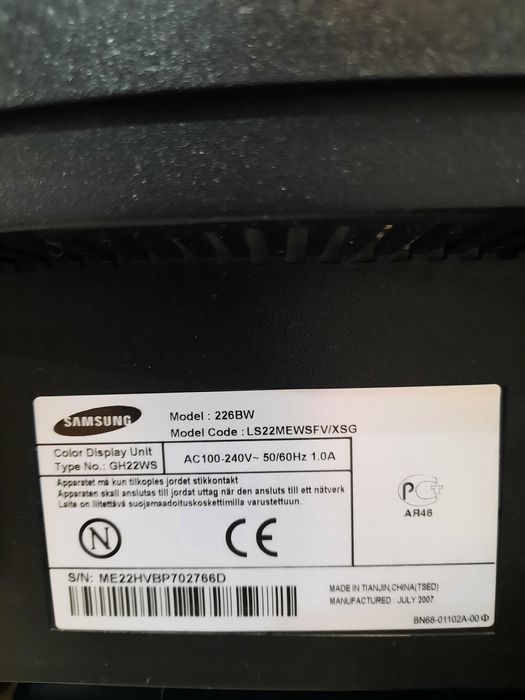 SAMSUNG
Model : 226BW
Model Code : LS22MEWSFV/XSG
Color Display Unit
Type No.: GH22WS
AC100-240V~ 50/60Hz 1.0A
Apparatet må kun tilkoples jordet stikkontakt
Apparaten skall anslutas till jordat uttag när den ansluts till ett nätverk
Laite on liitettävä suojamaadoituskoskettimilla varustettuun.
N
CE
PCT
АЯ46
S/N: ME22HVBP702766D
MADE IN TIANJIN,CHINA(TSED)
MANUFACTURED : JULY 2007
BN68-01102A-00